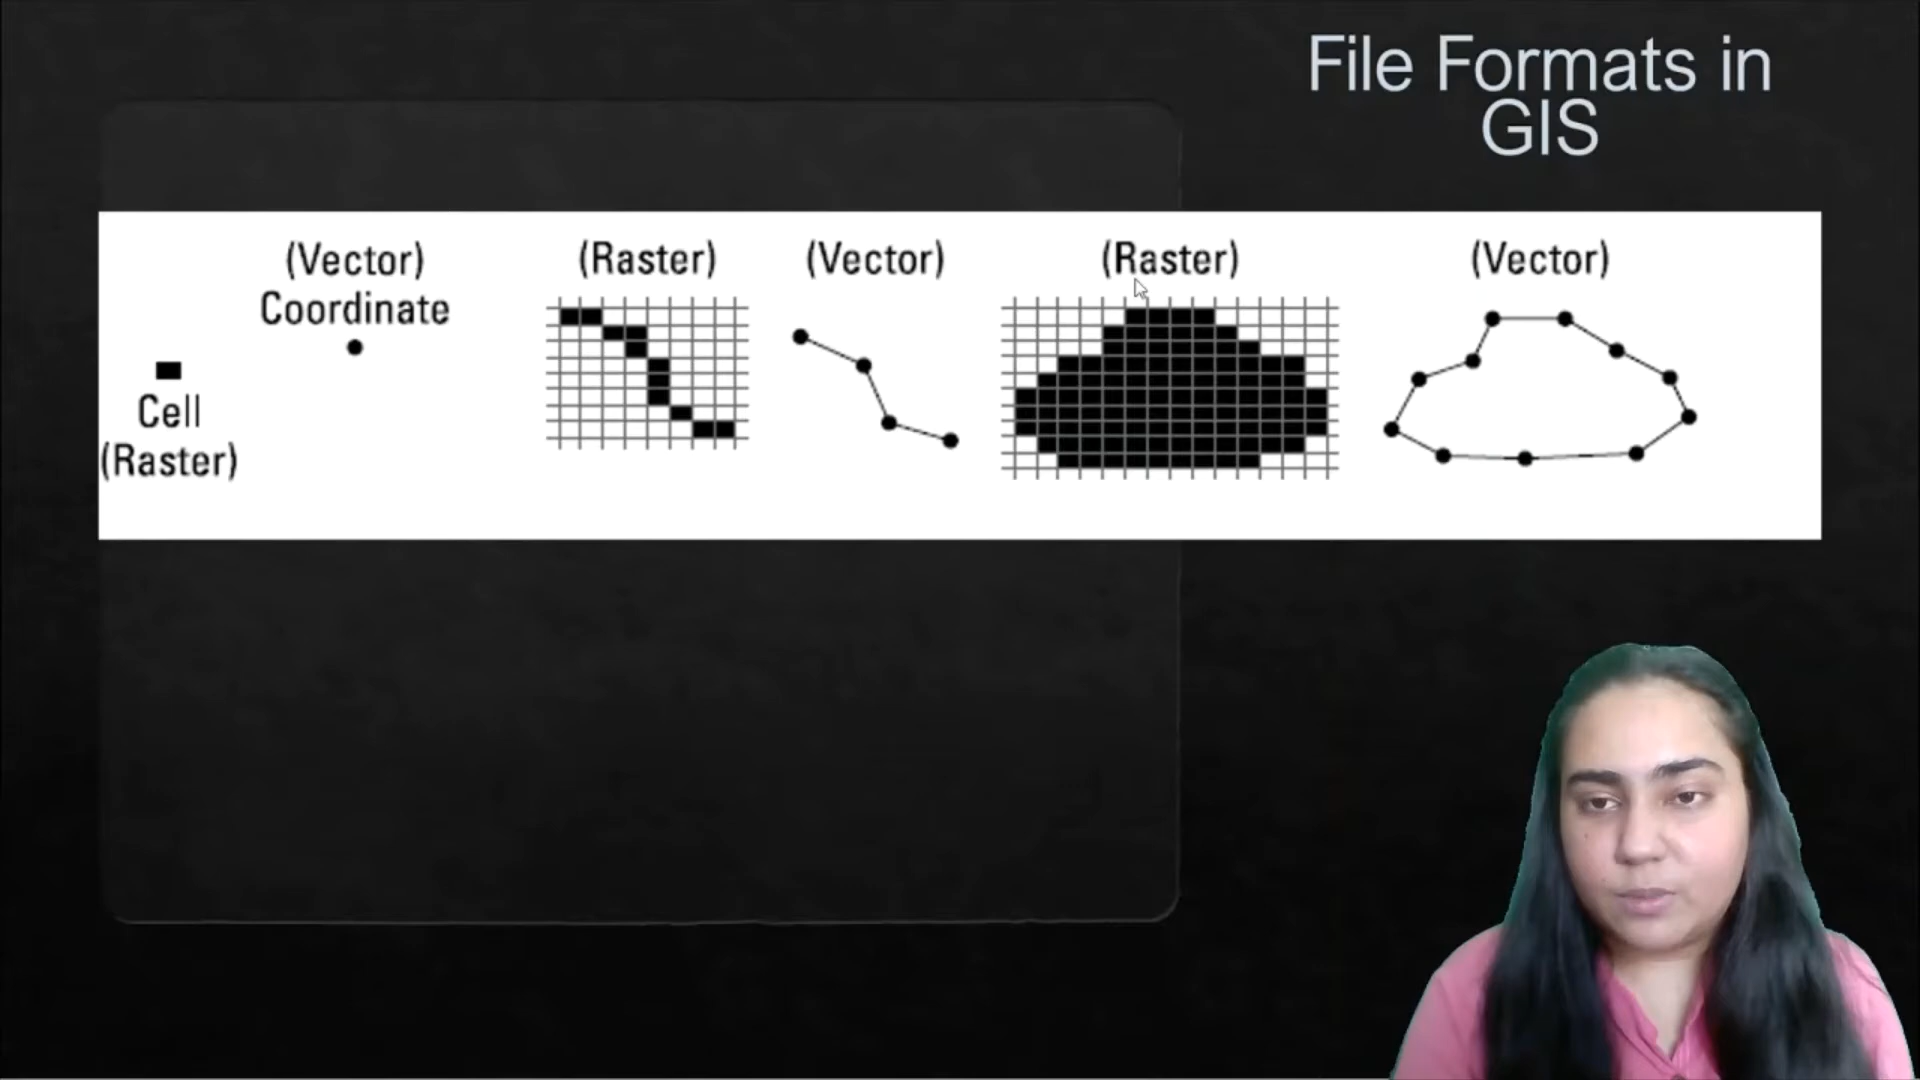 File Formats in
GIS
(Vector)
Coordinate
Cell
(Raster)
(Raster)
(Vector)
(Raster)
(Vector)